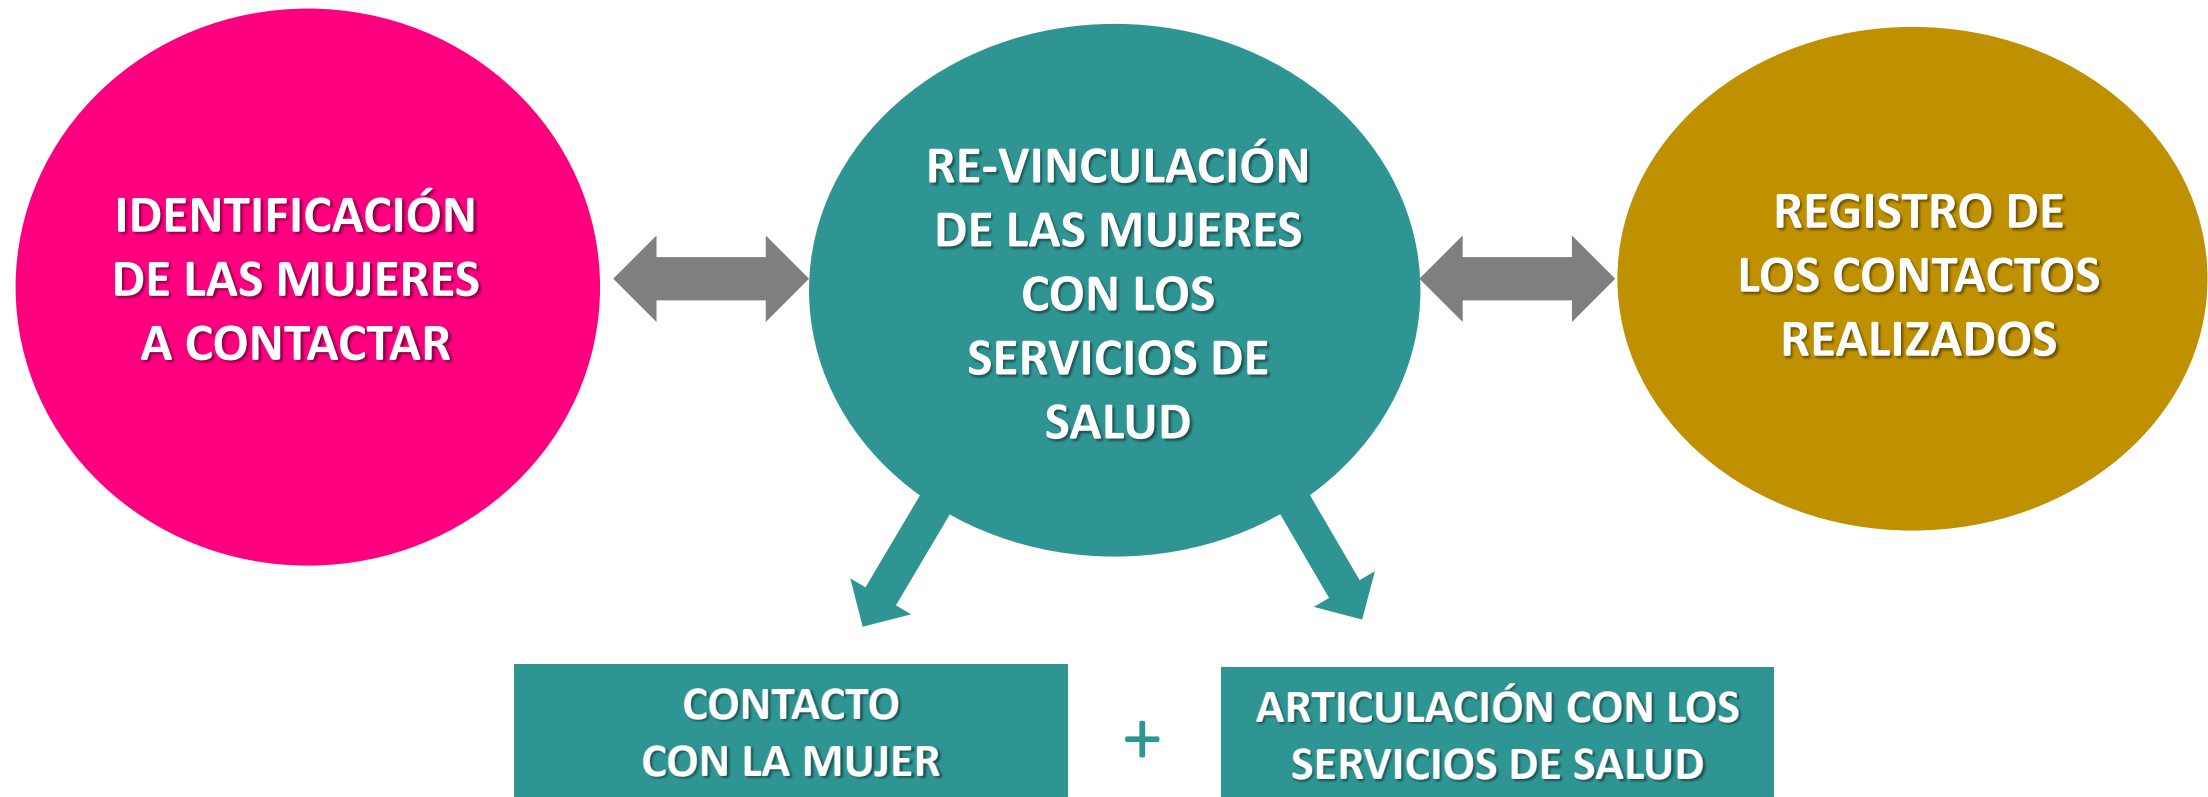 IDENTIFICACIÓN
DE LAS MUJERES
A CONTACTAR
RE-VINCULACIÓN
DE LAS MUJERES
CON LOS
SERVICIOS DE
SALUD
REGISTRO DE
LOS CONTACTOS
REALIZADOS
CONTACTO
CON LA MUJER
+
ARTICULACIÓN CON LOS
SERVICIOS DE SALUD